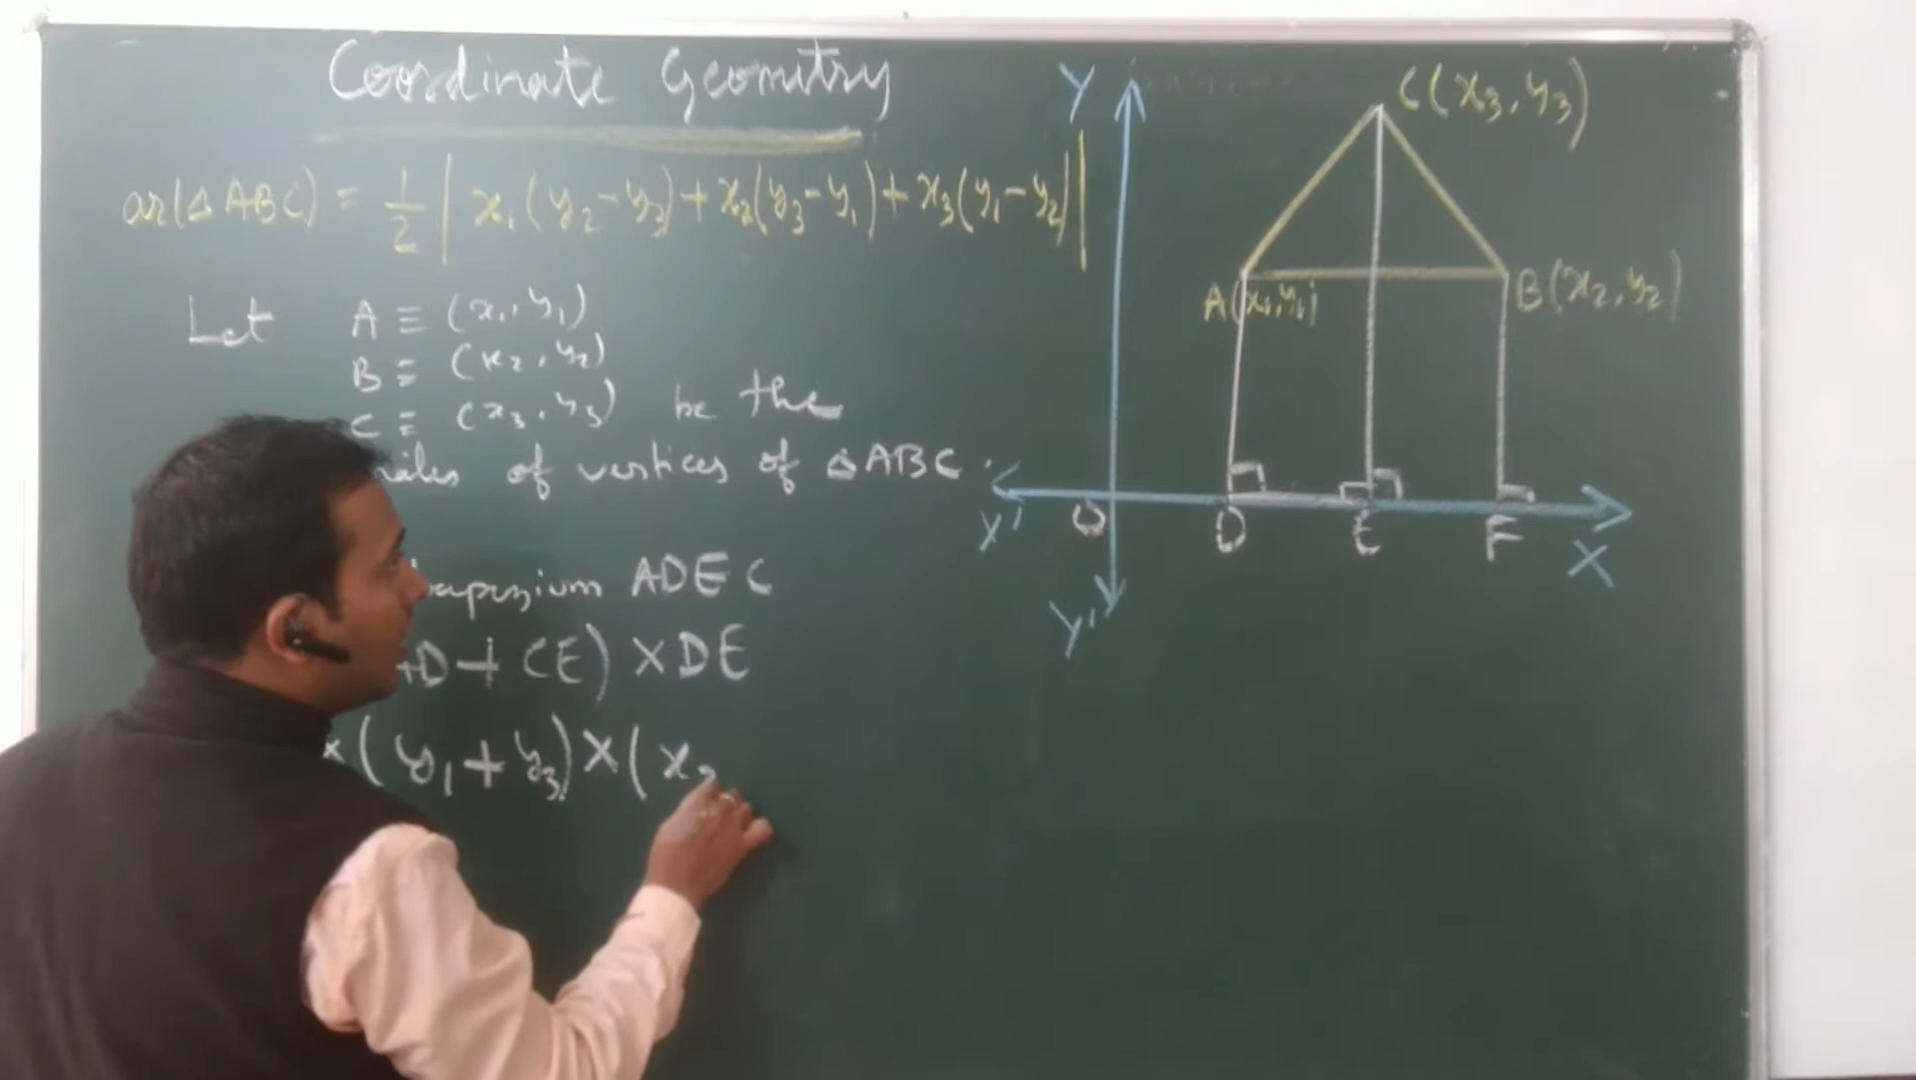 Coordinate Geometry
ar(△ABC) = 1/2 | x₁(y₂-y₃)+x₂(y₃-y₁)+x₃(y₁-y₂) |
Let A ≡ (x₁, y₁)
B ≡ (x₂, y₂)
C ≡ (x₃, y₃) be the
of vertices of △ABC.
trapezium ADEC
D + CE) × DE
×(y₁+y₃)×(x₃
Y
C(x₃, y₃)
A(x₁,y₁)
B(x₂, y₂)
X' O D E F X
Y'